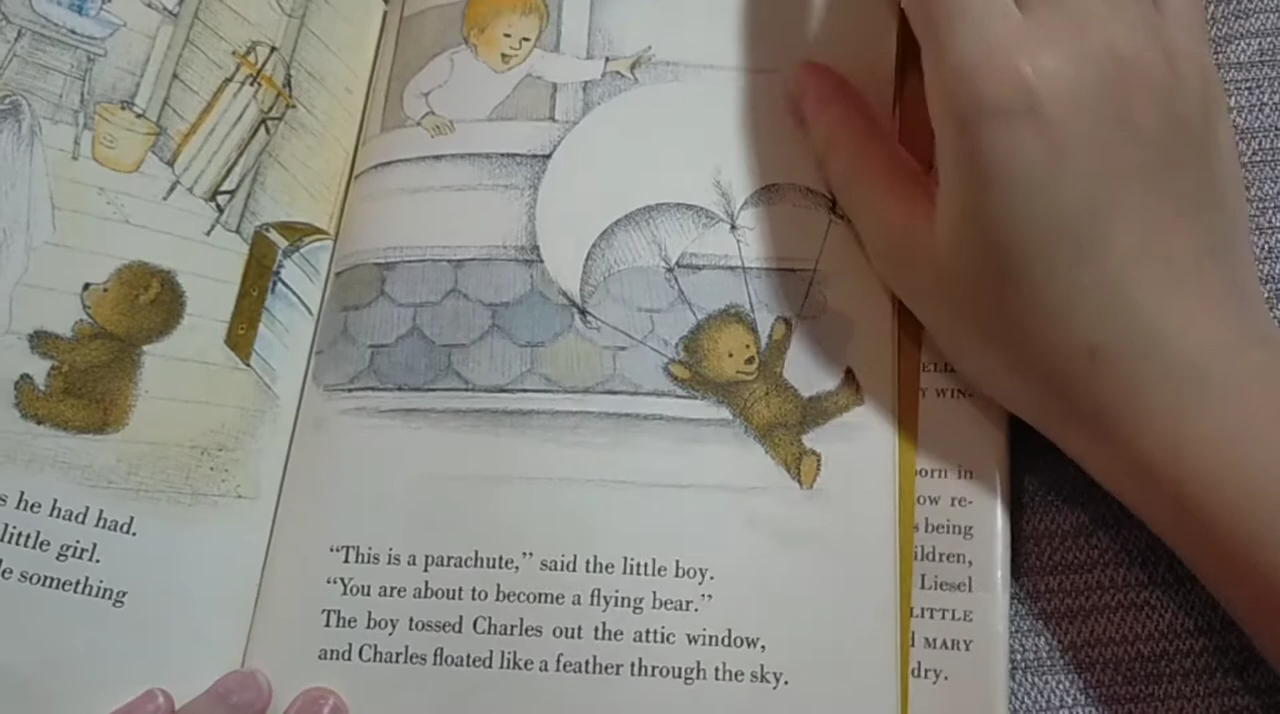 s he had had.
little girl.
e something
“This is a parachute,” said the little boy.
“You are about to become a flying bear.”
The boy tossed Charles out the attic window,
and Charles floated like a feather through the sky.
Y WIN-
orn in
ow re-
s being
ildren,
Liesel
LITTLE
MARY
dry.